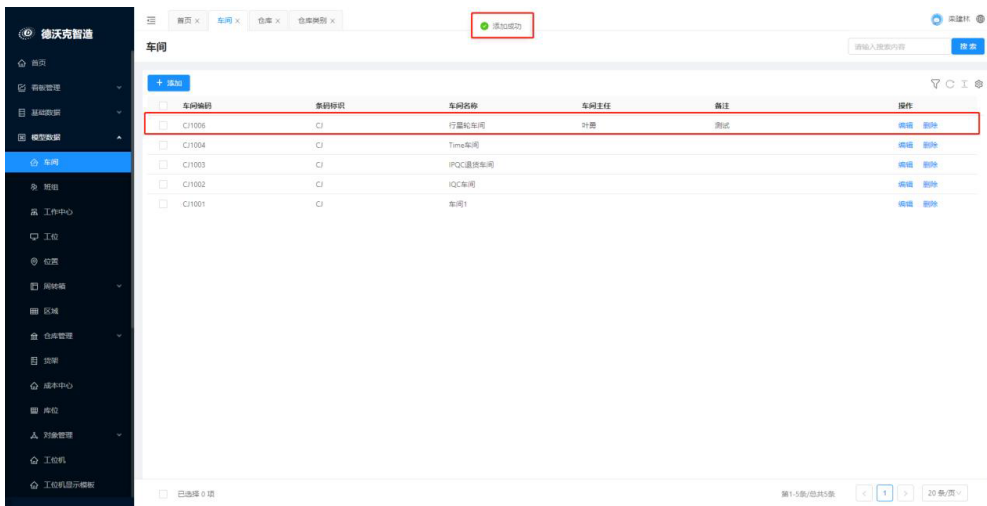 德沃克智造
首页
看板管理
基础数据
模型数据
车间
班组
工作中心
工位
位置
周转箱
区域
仓库管理
货架
成本中心
库位
对象管理
工位机
工位机显示模板
首页 × 车间 × 仓库 × 仓库类别 ×
添加成功
车间
请输入搜索内容 搜索
+ 添加
车间编码 条码标识 车间名称 车间主任 备注 操作
CJ1006 CJ 行星轮车间 测试 编辑 删除
CJ1004 CJ Time车间 编辑 删除
CJ1003 CJ IPQC退货车间 编辑 删除
CJ1002 CJ IQC车间 编辑 删除
CJ1001 CJ 车间1 编辑 删除
已选择 0 项
第1-5条/总共5条 < 1 > 20 条/页